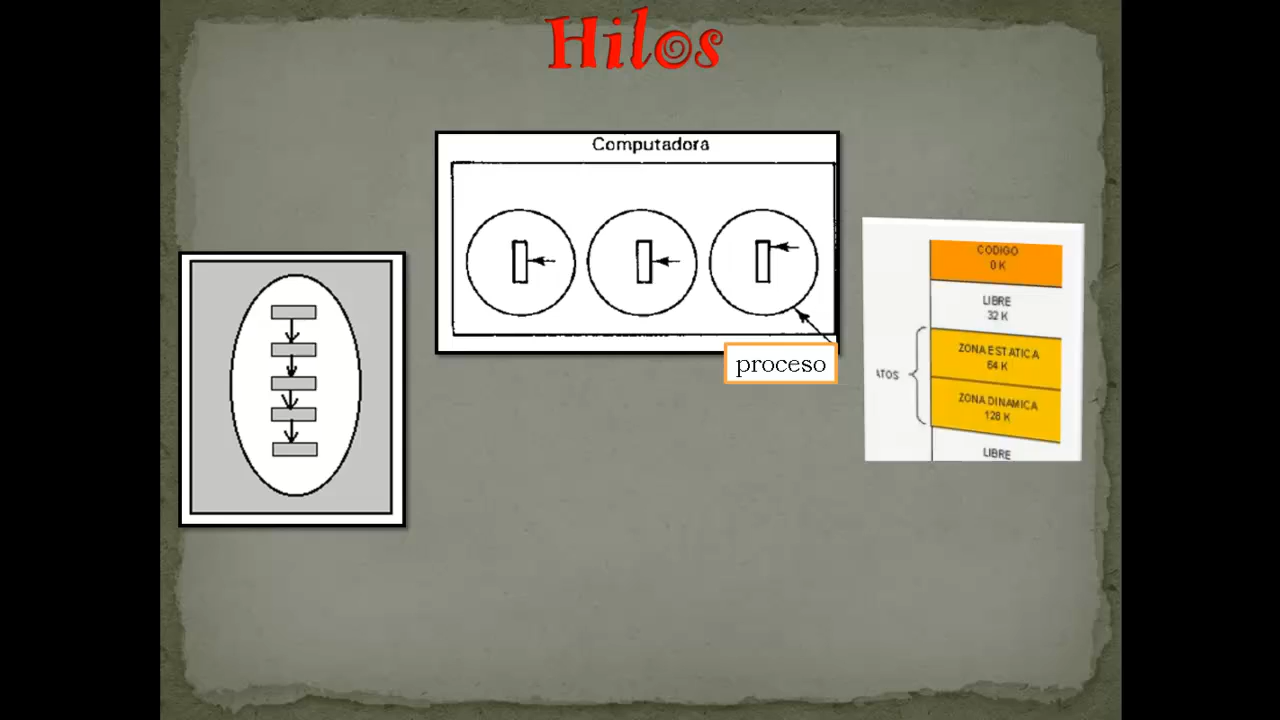 Hilos
Computadora
proceso
CODIGO
0 K
LIBRE
32 K
ZONA ESTATICA
64 K
ATOS
ZONA DINAMICA
128 K
LIBRE